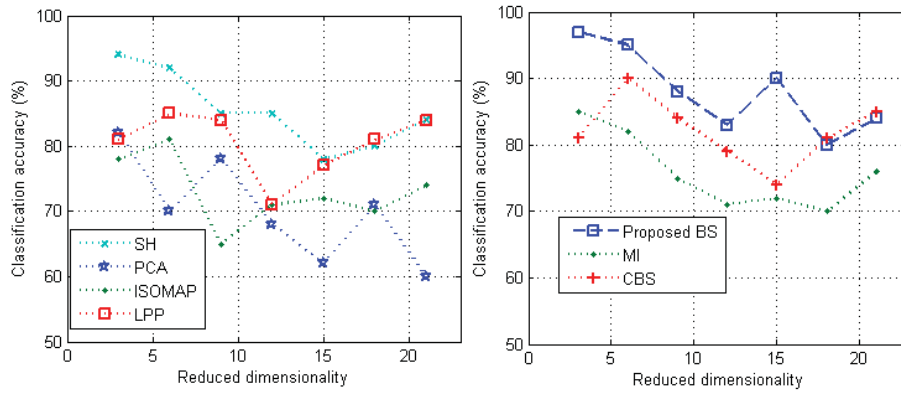 100
90
80
70
60
50
Classification accuracy (%)
SH
PCA
ISOMAP
LPP
0 5 10 15 20
Reduced dimensionality
100
90
80
70
60
50
Classification accuracy (%)
Proposed BS
MI
CBS
0 5 10 15 20
Reduced dimensionality